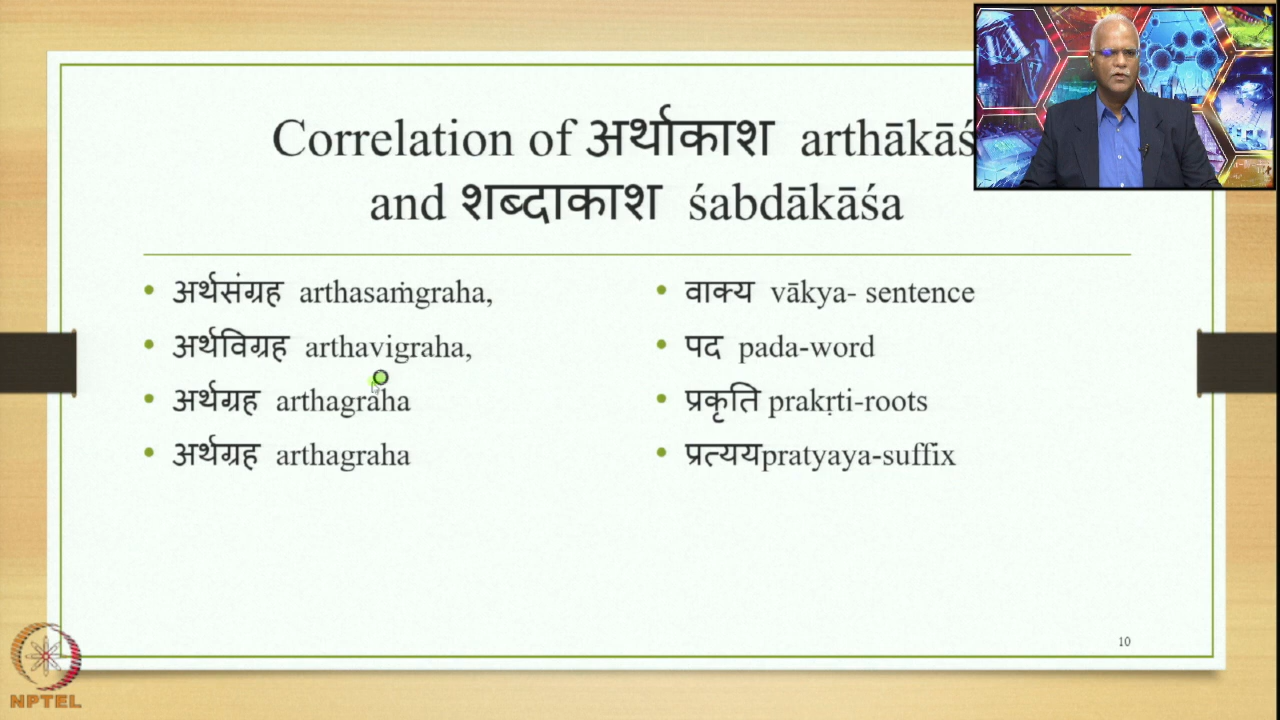 Correlation of अर्थाकाश arthākāś
and शब्दाकाश śabdākāśa
अर्थसंग्रह arthasaṁgraha,
अर्थविग्रह arthavigraha,
अर्थग्रह arthagraha
अर्थग्रह arthagraha
वाक्य vākya- sentence
पद pada-word
प्रकृति prakṛti-roots
प्रत्ययpratyaya-suffix
10
NPTEL